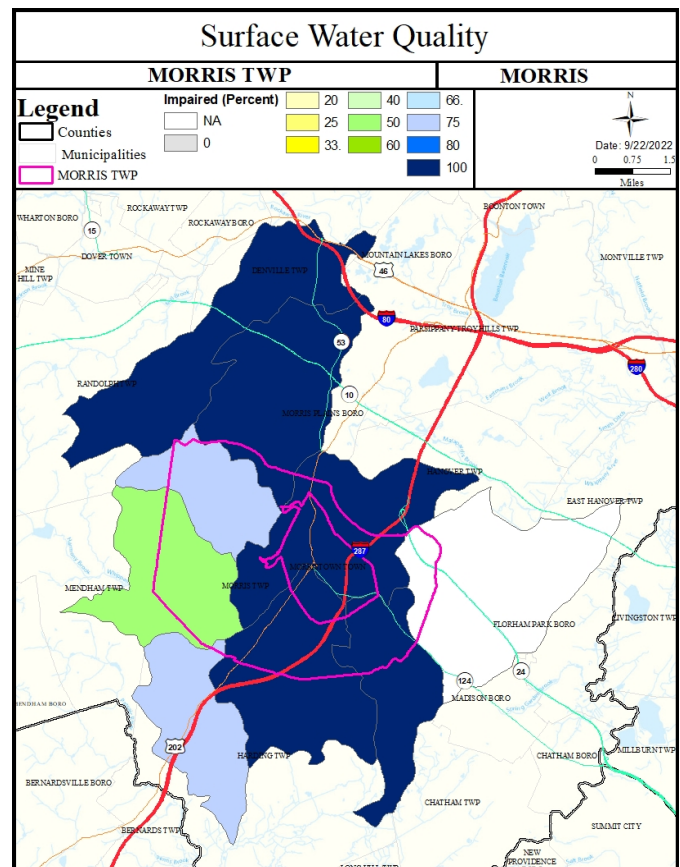 Surface Water Quality
MORRIS TWP
MORRIS
Legend
Counties
Municipalities
MORRIS TWP
Impaired (Percent)
NA
0
20
25
33.
40
50
60
66.
75
80
100
N
Date: 9/22/2022
0 0.75 1.5
Miles
ROCKAWAY TWP
BOONTON TOWN
WHARTON BORO
ROCKAWAY BORO
15
MOUNTAIN LAKES BORO
MONTVILLE TWP
DOVER TOWN
MINE
HILL TWP
DENVILLE TWP
46
80
PARSIPPANY-TROY HILLS TWP
53
280
RANDOLPH TWP
10
MORRIS PLAINS BORO
HANOVER TWP
EAST HANOVER TWP
287
MORRISTOWN TOWN
MENDHAM TWP
MORRIS TWP
LIVINGSTON TWP
FLORHAM PARK BORO
24
124
MADISON BORO
202
HARDING TWP
CHATHAM BORO
MILLBURN TWP
BERNARDSVILLE BORO
CHATHAM TWP
SUMMIT CITY
BERNARDS TWP
NEW
PROVIDENCE